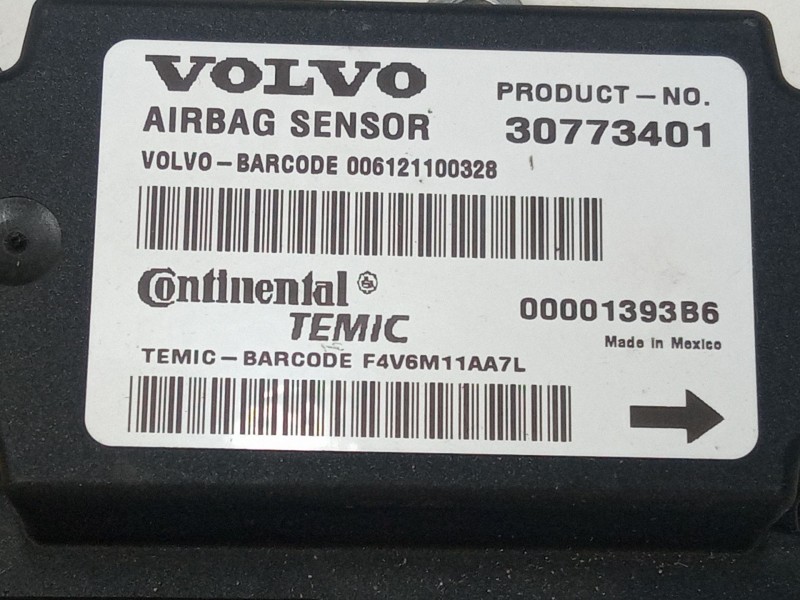 VOLVO
PRODUCT-NO.
AIRBAG SENSOR
30773401
VOLVO-BARCODE 006121100328
Continental
TEMIC
00001393B6
Made in Mexico
TEMIC-BARCODE F4V6M11AA7L